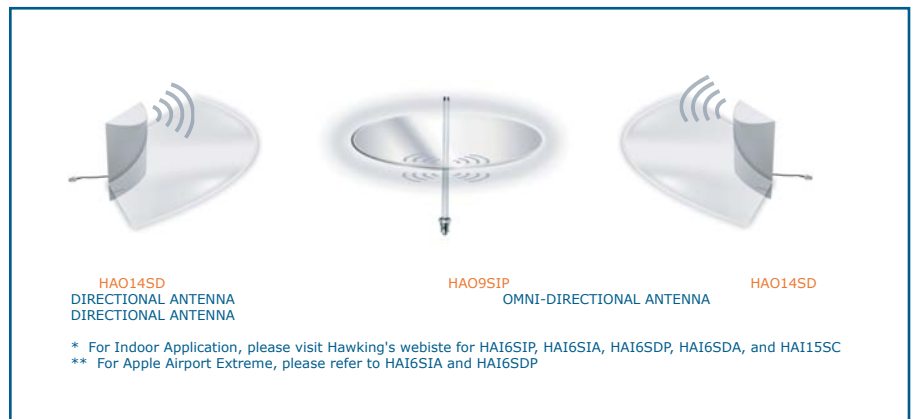 HAO14SD HAO9SIP HAO14SD
DIRECTIONAL ANTENNA OMNI-DIRECTIONAL ANTENNA
DIRECTIONAL ANTENNA
* For Indoor Application, please visit Hawking's webiste for HAI6SIP, HAI6SIA, HAI6SDP, HAI6SDA, and HAI15SC
** For Apple Airport Extreme, please refer to HAI6SIA and HAI6SDP